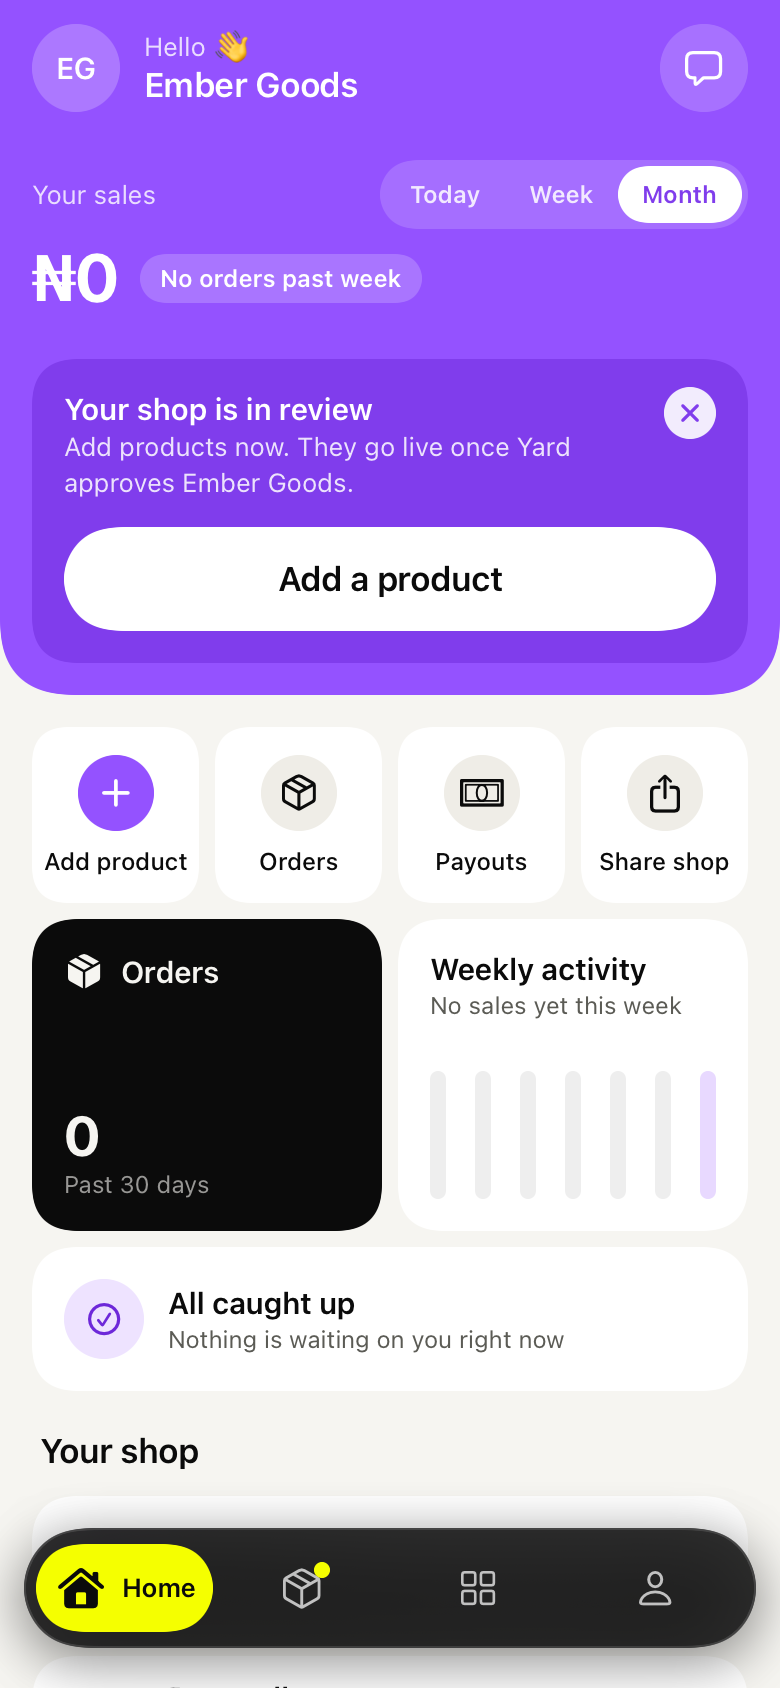 EG
Hello 👋
Ember Goods
Your sales
Today
Week
Month
₦0
No orders past week
Your shop is in review
Add products now. They go live once Yard
approves Ember Goods.
Add a product
Add product
Orders
Payouts
Share shop
Orders
0
Past 30 days
Weekly activity
No sales yet this week
All caught up
Nothing is waiting on you right now
Your shop
Home